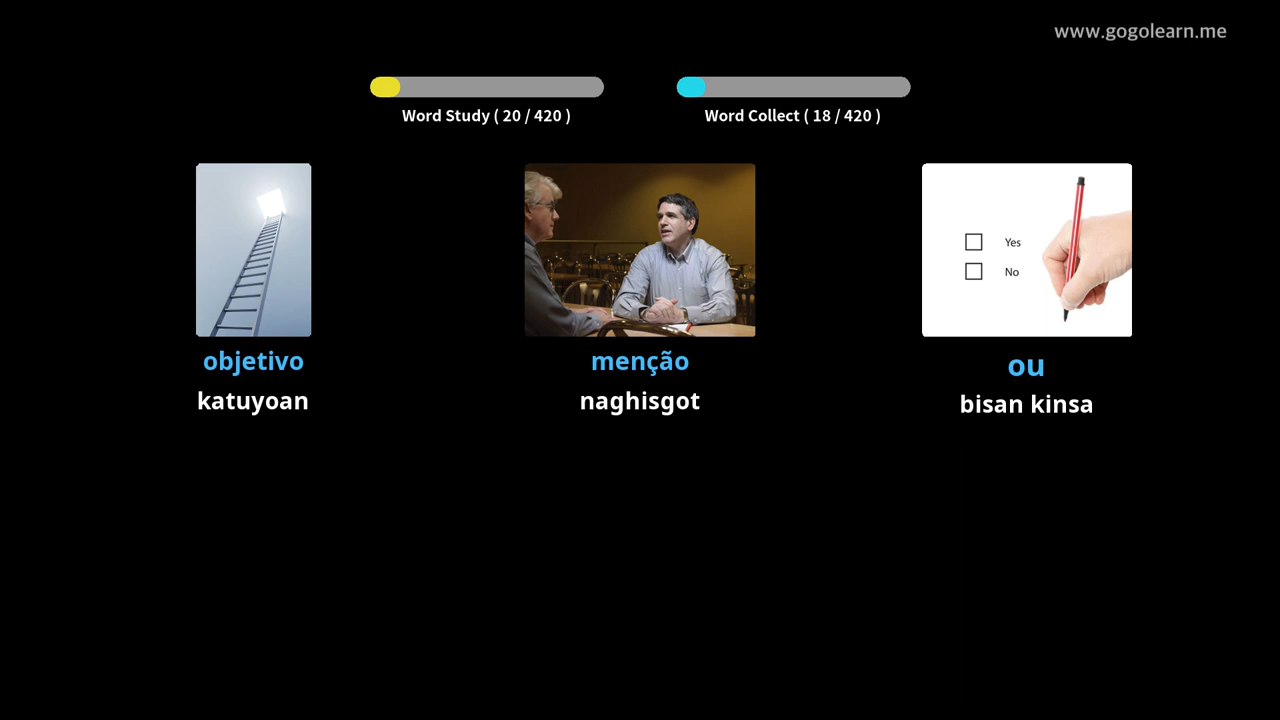 www.gogolearn.me
Word Study ( 20 / 420 )
Word Collect ( 18 / 420 )
Yes
No
objetivo
menção
ou
katuyoan
naghisgot
bisan kinsa